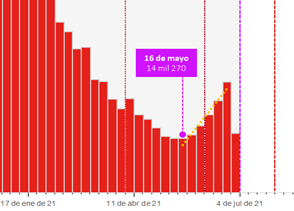 16 de mayo
14 mil 270
17 de ene de 21
11 de abr de 21
4 de jul de 21